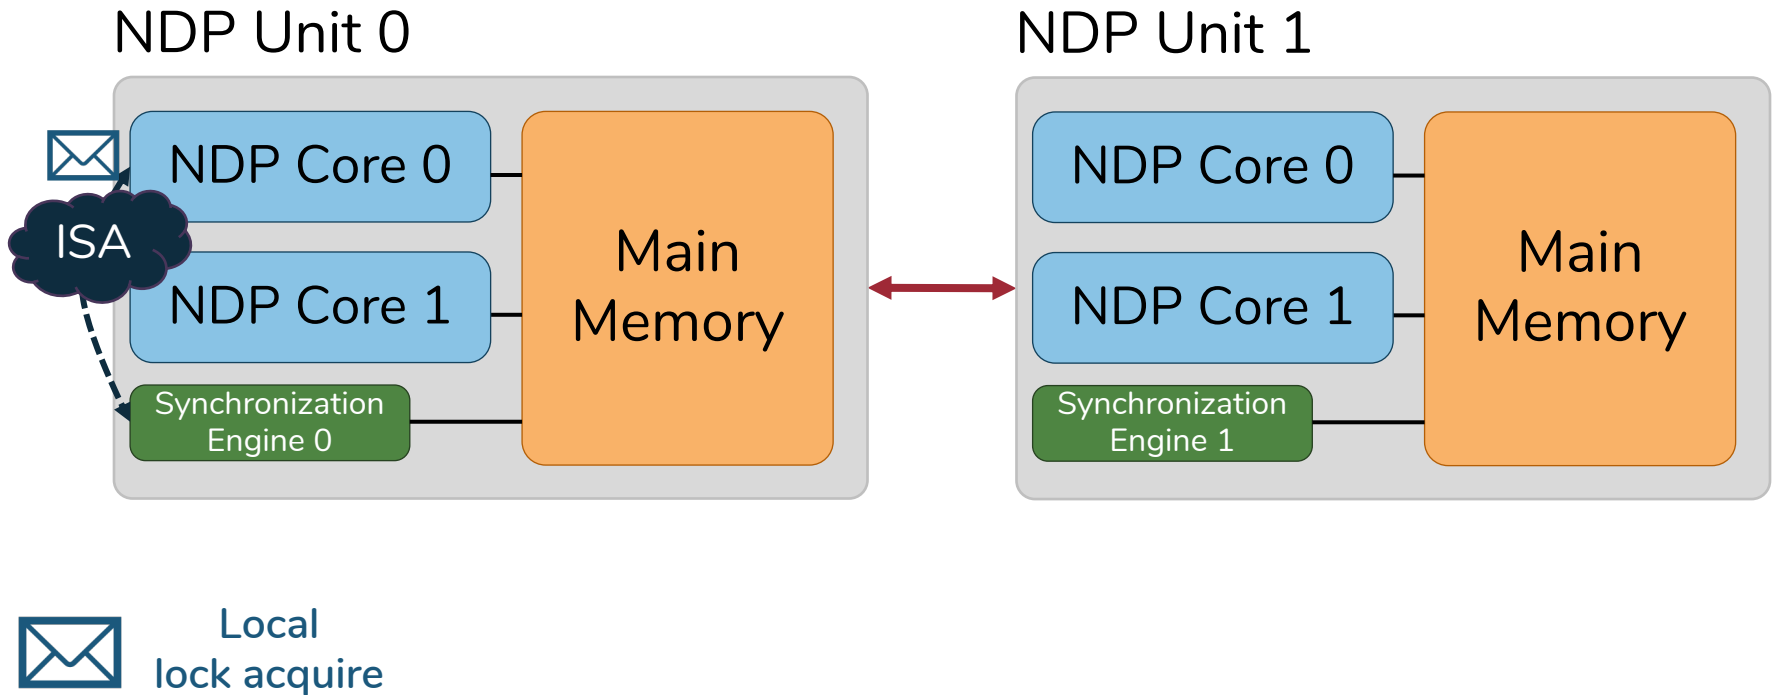 NDP Unit 0
NDP Unit 1
NDP Core 0
ISA
NDP Core 1
Synchronization
Engine 0
Main
Memory
NDP Core 0
NDP Core 1
Synchronization
Engine 1
Main
Memory
Local
lock acquire